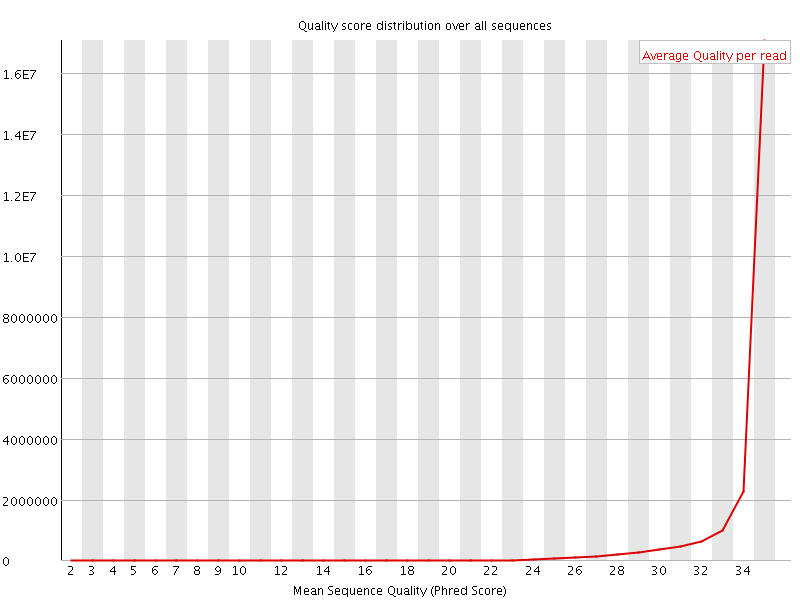 Quality score distribution over all sequences
Average Quality per read
1.6E7
1.4E7
1.2E7
1.0E7
8000000
6000000
4000000
2000000
0
2 3 4 5 6 7 8 9 10 12 14 16 18 20 22 24 26 28 30 32 34
Mean Sequence Quality (Phred Score)